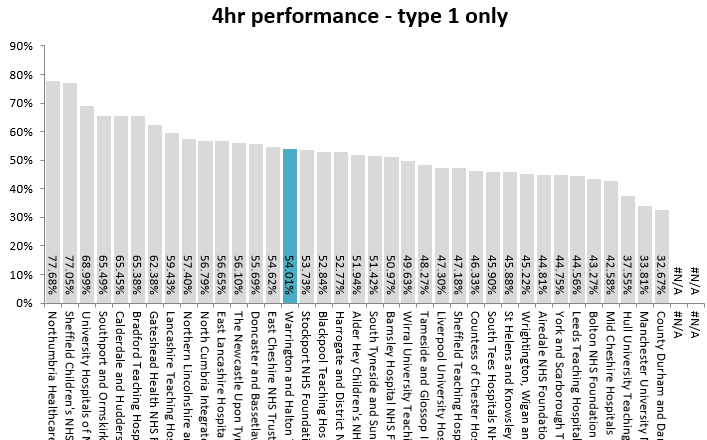 4hr performance - type 1 only
90%
80%
70%
60%
50%
40%
30%
20%
10%
0%
77.68%
77.05%
68.99%
65.49%
65.45%
65.38%
62.38%
59.43%
57.40%
56.79%
56.65%
56.10%
55.69%
54.62%
54.01%
53.73%
52.84%
52.77%
51.94%
51.42%
50.97%
49.63%
48.27%
47.30%
47.18%
46.33%
45.90%
45.88%
45.22%
44.81%
44.75%
44.56%
43.27%
42.58%
37.55%
33.81%
32.67%
#N/A
#N/A
Northumbria Healthcare
Sheffield Children's NHS
University Hospitals of M
Southport and Ormskirk
Calderdale and Hudders
Bradford Teaching Hosp
Gateshead Health NHS F
Lancashire Teaching Hos
Northern Lincolnshire a
North Cumbria Integrat
East Lancashire Hospita
The Newcastle Upon Tyn
Doncaster and Bassetlav
East Cheshire NHS Trust
Warrington and Halton
Stockport NHS Foundati
Blackpool Teaching Hos
Harrogate and District N
Alder Hey Children's NH
South Tyneside and Sun
Barnsley Hospital NHS F
Wirral University Teachi
Tameside and Glossop I
Liverpool University Hos
Sheffield Teaching Hosp
Countess of Chester Ho
South Tees Hospitals NH
St Helens and Knowsley
Wrightington, Wigan an
Airedale NHS Foundatio
York and Scarborough T
Leeds Teaching Hospital
Bolton NHS Foundation
Mid Cheshire Hospitals
Hull University Teaching
Manchester University N
County Durham and Dar
#N/A
#N/A